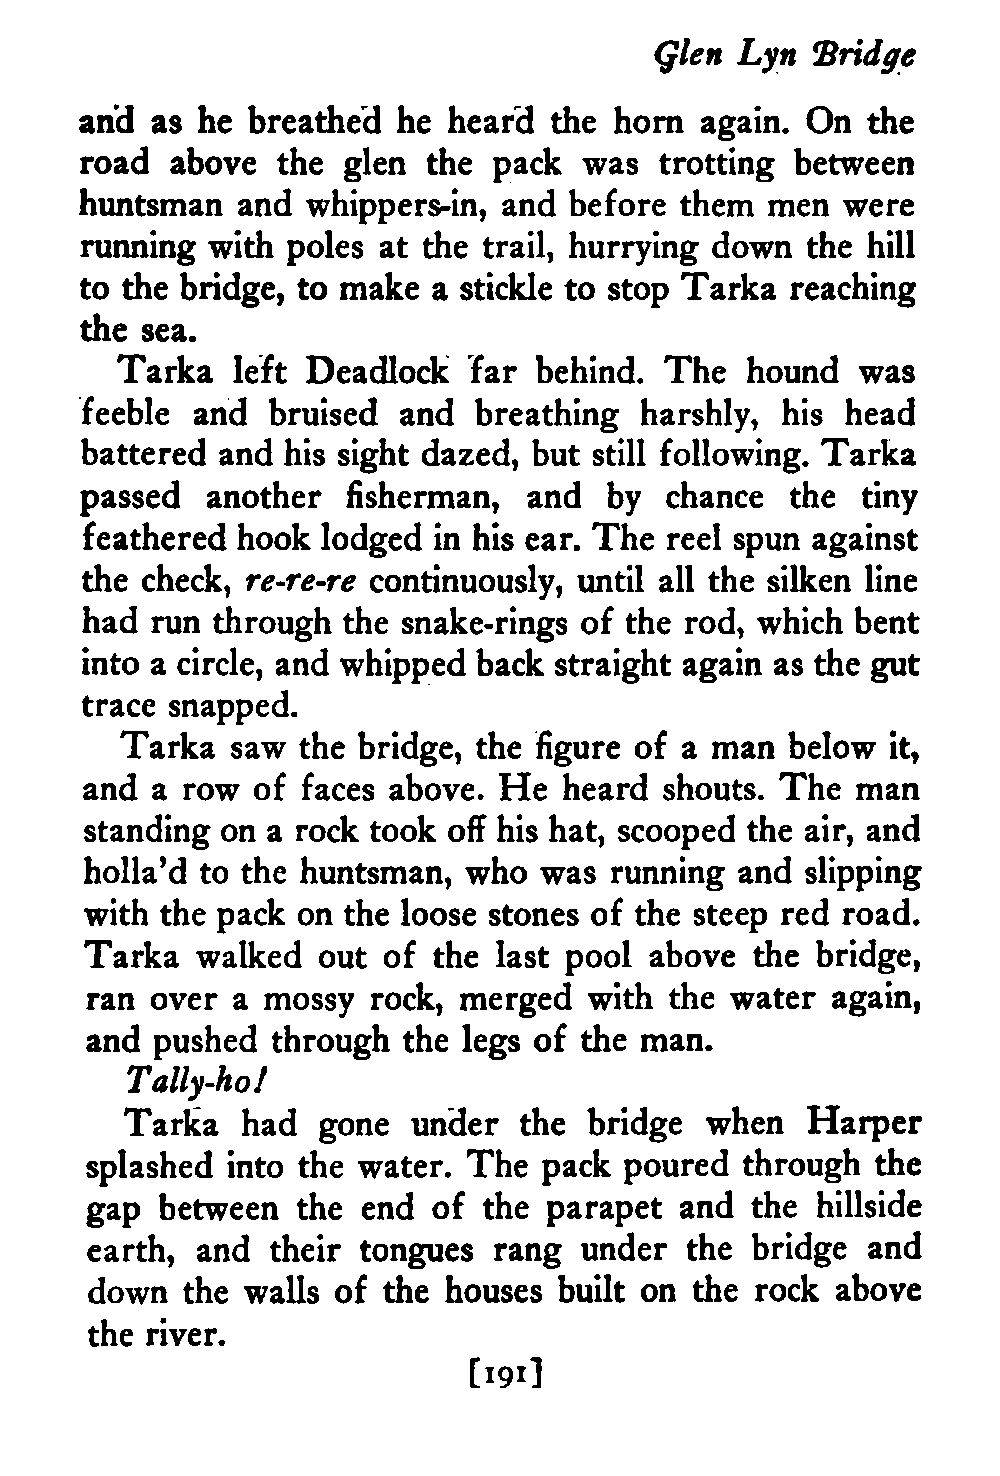 Glen Lyn Bridge
and as he breathed he heard the horn again. On the
road above the glen the pack was trotting between
huntsman and whippers-in, and before them men were
running with poles at the trail, hurrying down the hill
to the bridge, to make a stickle to stop Tarka reaching
the sea.
Tarka left Deadlock far behind. The hound was
feeble and bruised and breathing harshly, his head
battered and his sight dazed, but still following. Tarka
passed another fisherman, and by chance the tiny
feathered hook lodged in his ear. The reel spun against
the check, re-re-re continuously, until all the silken line
had run through the snake-rings of the rod, which bent
into a circle, and whipped back straight again as the gut
trace snapped.
Tarka saw the bridge, the figure of a man below it,
and a row of faces above. He heard shouts. The man
standing on a rock took off his hat, scooped the air, and
holla'd to the huntsman, who was running and slipping
with the pack on the loose stones of the steep red road.
Tarka walked out of the last pool above the bridge,
ran over a mossy rock, merged with the water again,
and pushed through the legs of the man.
Tally-ho!
Tarka had gone under the bridge when Harper
splashed into the water. The pack poured through the
gap between the end of the parapet and the hillside
earth, and their tongues rang under the bridge and
down the walls of the houses built on the rock above
the river.
[191]